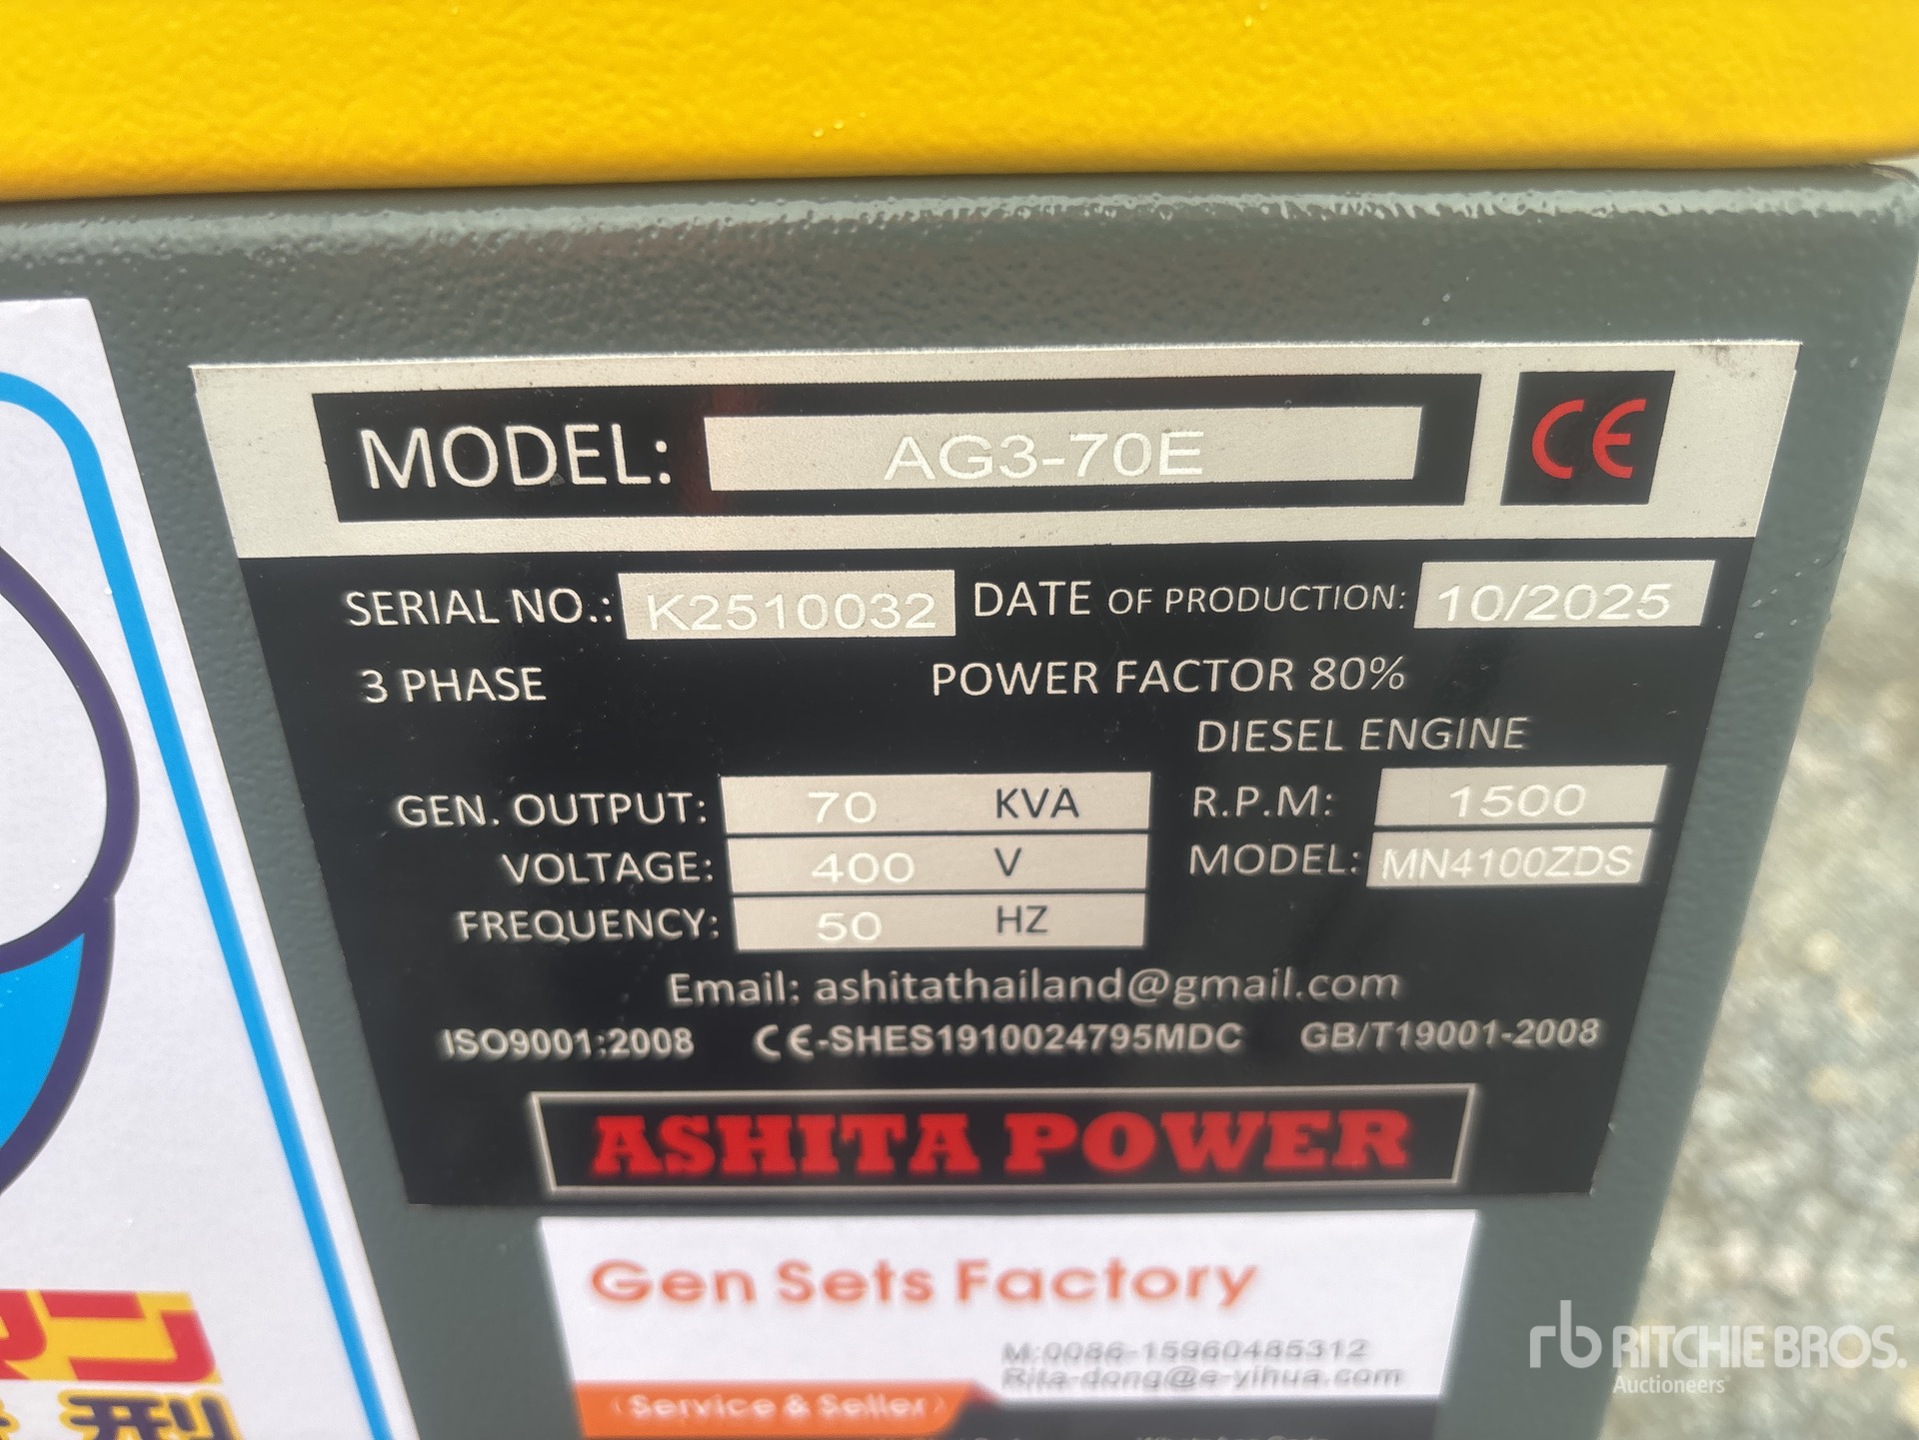 MODEL: AG3-70E CE
SERIAL NO.: K2510032 DATE OF PRODUCTION: 10/2025
3 PHASE POWER FACTOR 80%
DIESEL ENGINE
GEN. OUTPUT: 70 KVA R.P.M: 1500
VOLTAGE: 400 V MODEL: MN4100ZDS
FREQUENCY: 50 HZ
Email: ashitathailand@gmail.com
ISO9001:2008 CE-SHES1910024795MDC GB/T19001-2008
ASHITA POWER
Gen Sets Factory
M:0086-15960485312
Rita-dong@e-yihua.com
(Service & Seller)
型
rb RITCHIE BROS.
Auctioneers